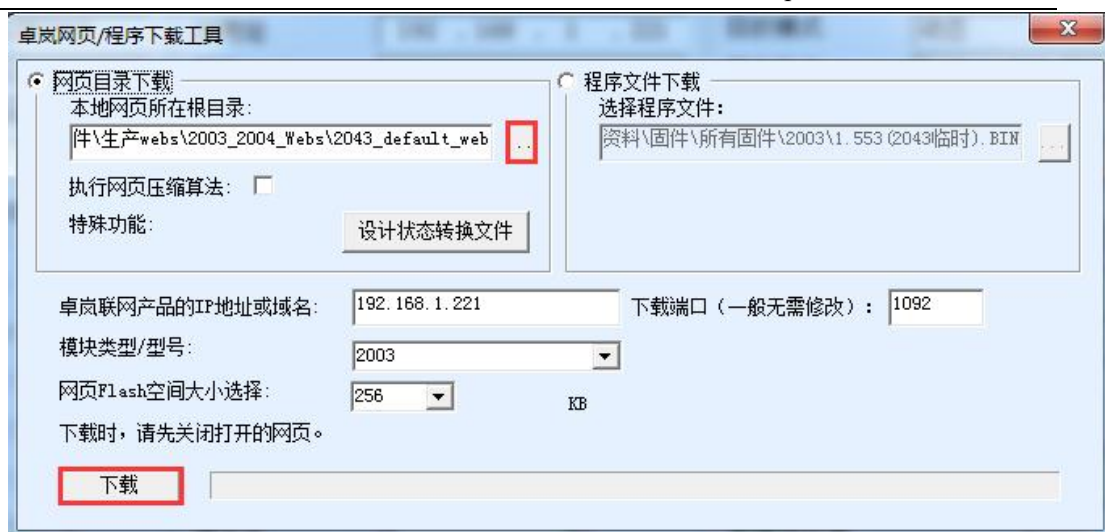 卓岚网页/程序下载工具
网页目录下载
本地网页所在根目录:
件\生产webs\2003_2004_Webs\2043_default_web
..
执行网页压缩算法:
特殊功能:
设计状态转换文件
程序文件下载
选择程序文件:
资料\固件\所有固件\2003\1.553(2043临时).BIN
...
卓岚联网产品的IP地址或域名:
192.168.1.221
下载端口（一般无需修改）:
1092
模块类型/型号:
2003
网页Flash空间大小选择:
256
KB
下载时，请先关闭打开的网页。
下载